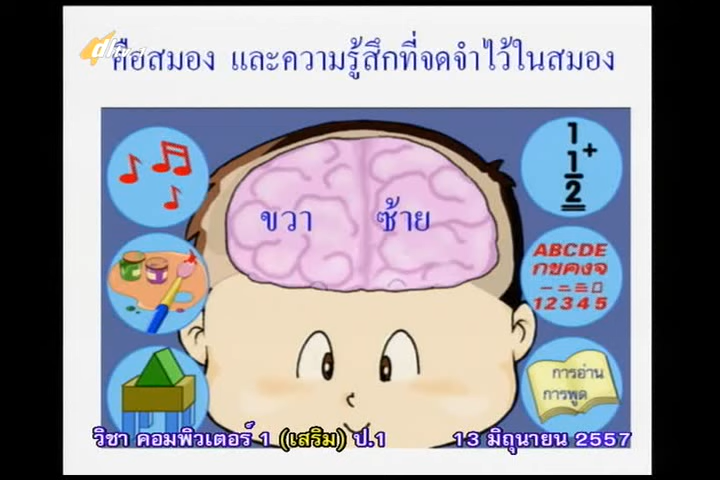 คือสมอง และความรู้สึกที่จดจำไว้ในสมอง
ขวา ซ้าย
1
1
+
2
ABCDE
กขคงจ
12345
การอ่าน
การพูด
วิชา คอมพิวเตอร์ 1 (เสริม) ป.1 13 มิถุนายน 2557